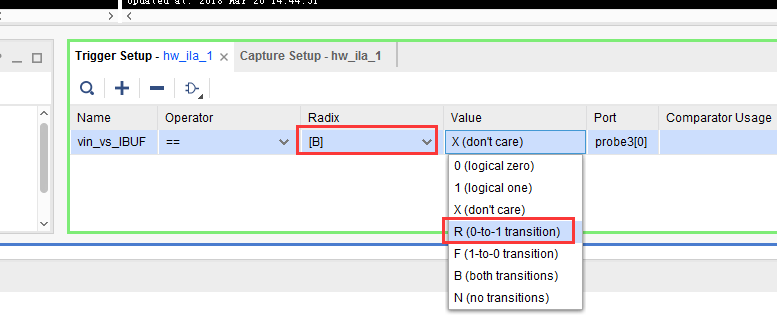 Updated at: 2018 Mar 20 14:44:51
Trigger Setup - hw_ila_1
Capture Setup - hw_ila_1
Name Operator Radix Value Port Comparator Usage
vin_vs_IBUF == [B] X (don't care) probe3[0]
0 (logical zero)
1 (logical one)
X (don't care)
R (0-to-1 transition)
F (1-to-0 transition)
B (both transitions)
N (no transitions)